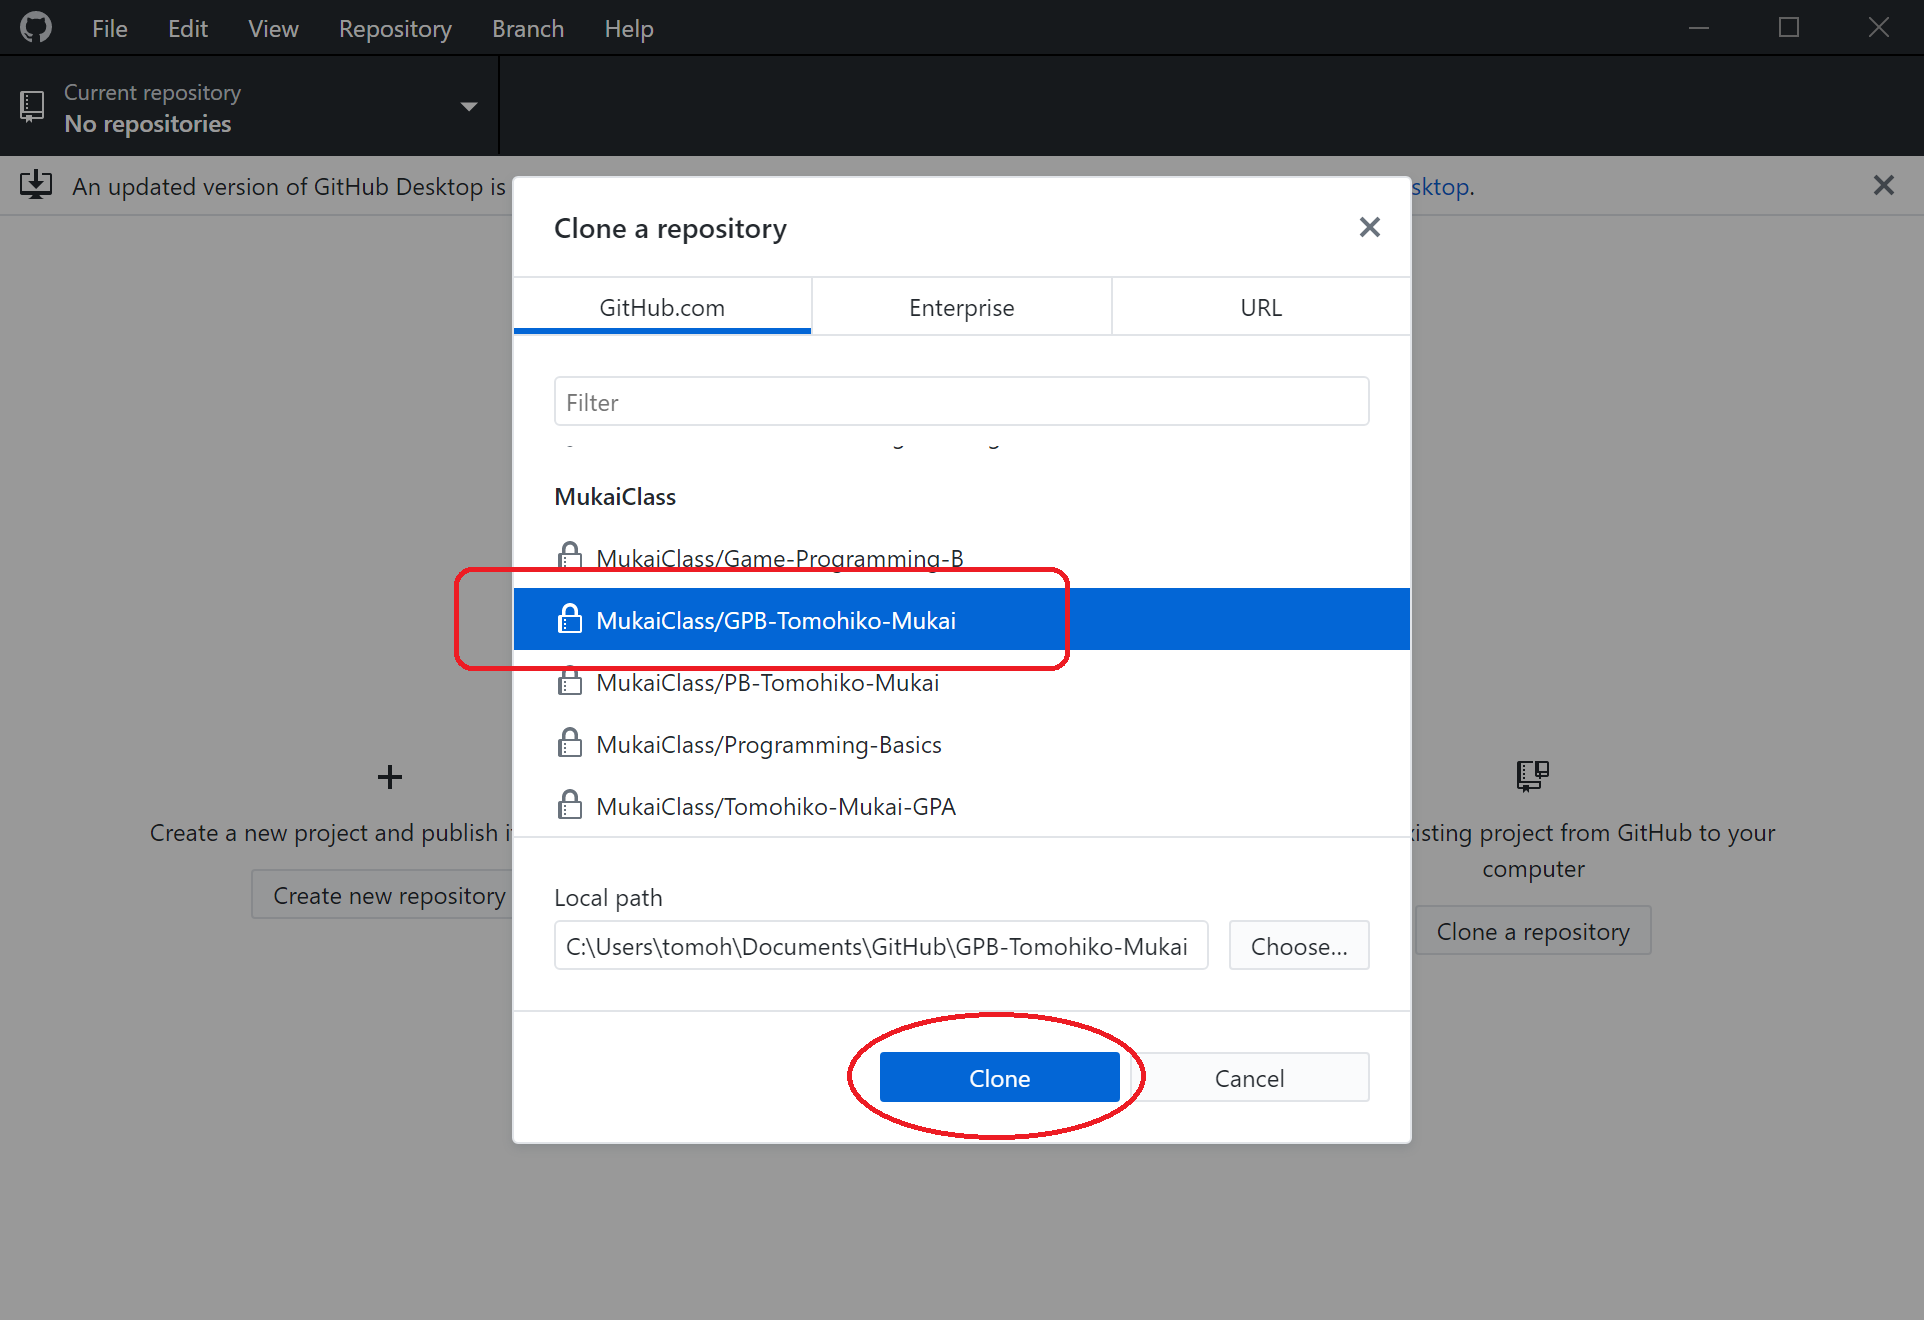 File Edit View Repository Branch Help
Current repository
No repositories
An updated version of GitHub Desktop is
sktop.
Clone a repository
GitHub.com Enterprise URL
Filter
MukaiClass
MukaiClass/Game-Programming-B
MukaiClass/GPB-Tomohiko-Mukai
MukaiClass/PB-Tomohiko-Mukai
MukaiClass/Programming-Basics
MukaiClass/Tomohiko-Mukai-GPA
Create a new project and publish i
Create new repository
isting project from GitHub to your
computer
Clone a repository
Local path
C:\Users\tomoh\Documents\GitHub\GPB-Tomohiko-Mukai
Choose...
Clone
Cancel